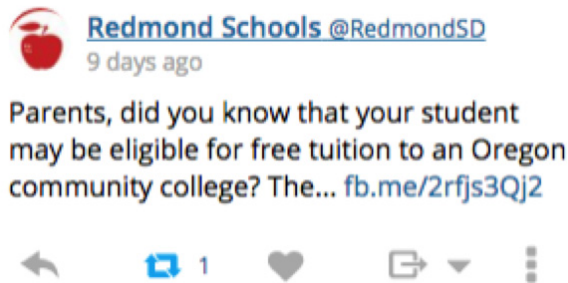 Redmond Schools @RedmondSD
9 days ago
Parents, did you know that your student
may be eligible for free tuition to an Oregon
community college? The... fb.me/2rfjs3Qj2
1